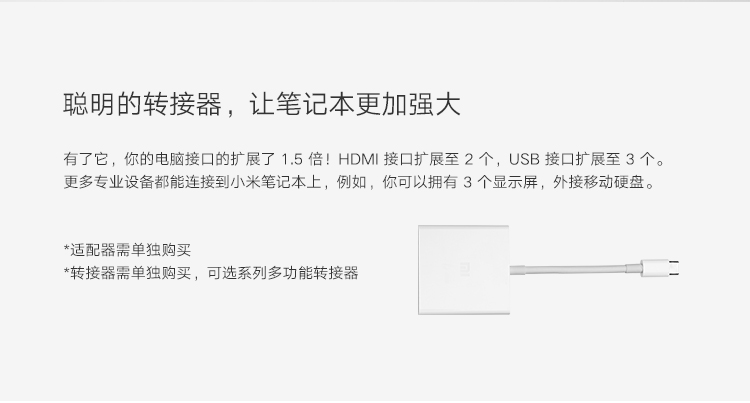 聪明的转接器，让笔记本更加强大
有了它，你的电脑接口的扩展了 1.5 倍！HDMI 接口扩展至 2 个，USB 接口扩展至 3 个。
更多专业设备都能连接到小米笔记本上，例如，你可以拥有 3 个显示屏，外接移动硬盘。
*适配器需单独购买
*转接器需单独购买，可选系列多功能转接器